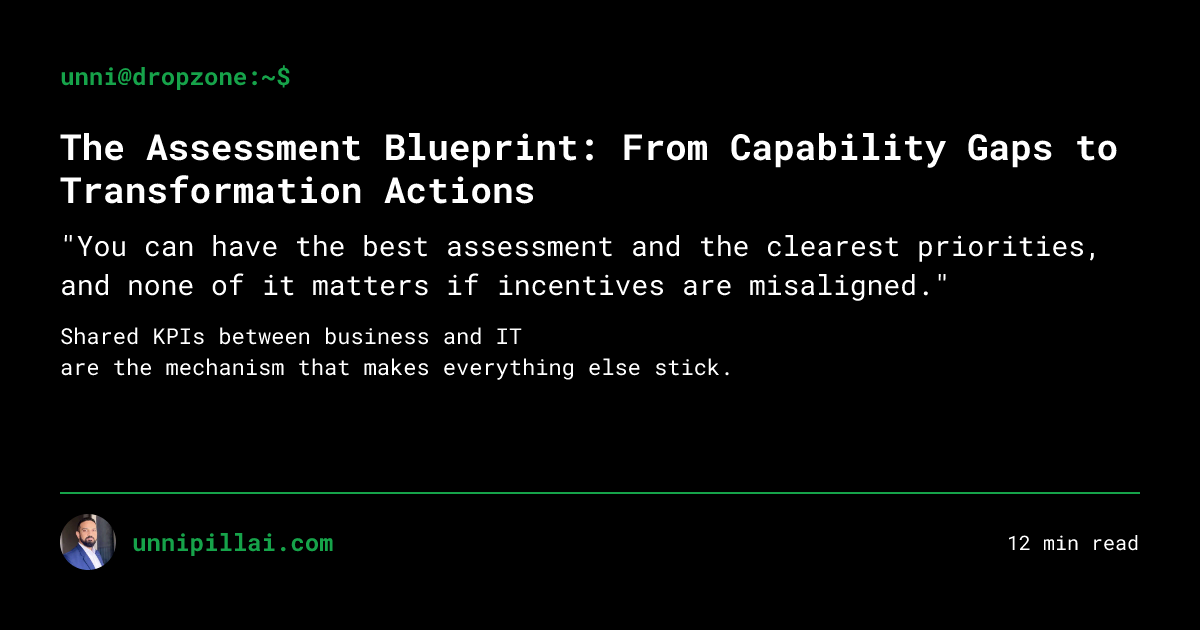 unni@dropzone:~$
The Assessment Blueprint: From Capability Gaps to
Transformation Actions
"You can have the best assessment and the clearest priorities,
and none of it matters if incentives are misaligned."
Shared KPIs between business and IT
are the mechanism that makes everything else stick.
unnipillai.com
12 min read